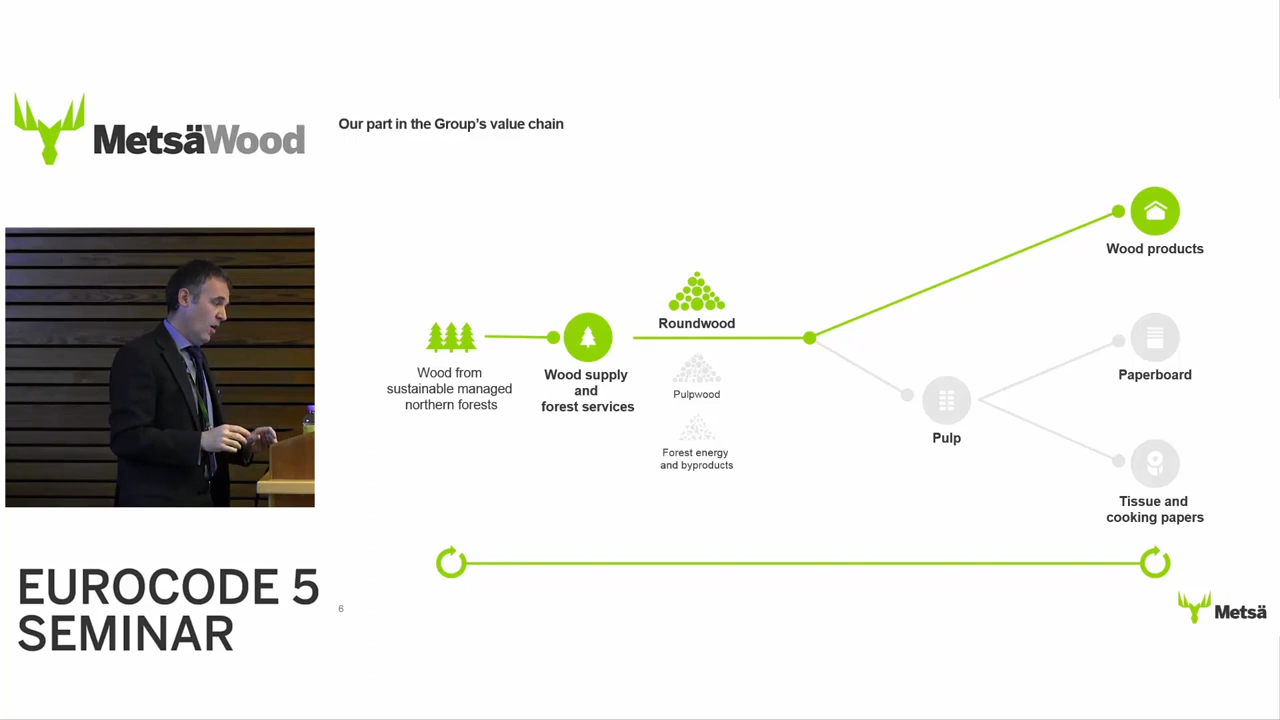 MetsäWood
Our part in the Group's value chain
Wood products
Roundwood
Wood from
sustainable managed
northern forests
Wood supply
and
forest services
Pulpwood
Forest energy
and byproducts
Pulp
Paperboard
Tissue and
cooking papers
EUROCODE 5
SEMINAR
6
Metsä